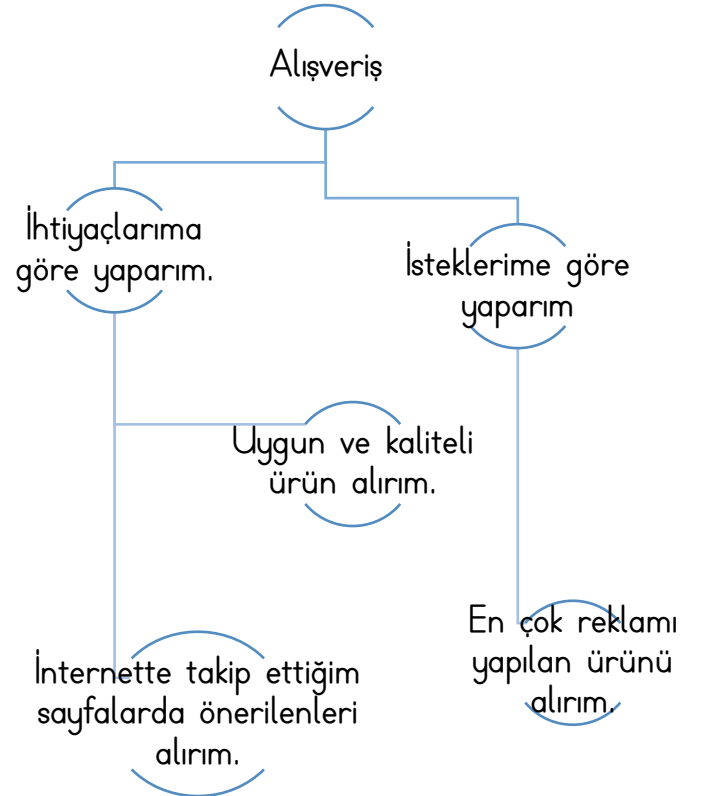 Alışveriş
İhtiyaçlarıma
göre yaparım.
İsteklerime göre
yaparım
Uygun ve kaliteli
ürün alırım.
İnternette takip ettiğim
sayfalarda önerilenleri
alırım.
En çok reklamı
yapılan ürünü
alırım.